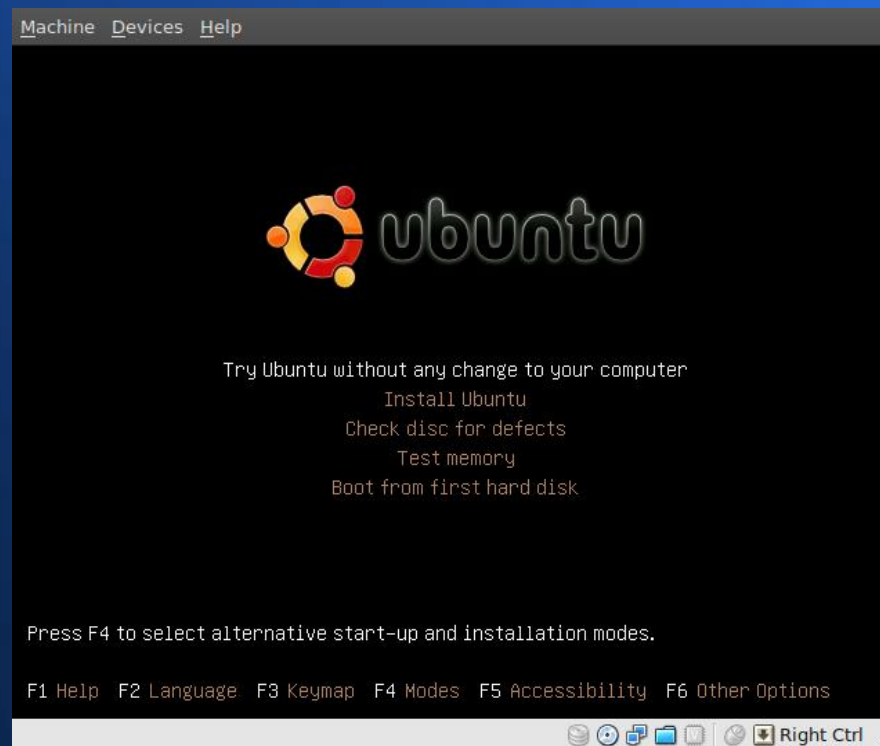 Machine Devices Help
ubuntu
Try Ubuntu without any change to your computer
Install Ubuntu
Check disc for defects
Test memory
Boot from first hard disk
Press F4 to select alternative start-up and installation modes.
F1 Help F2 Language F3 Keymap F4 Modes F5 Accessibility F6 Other Options
Right Ctrl